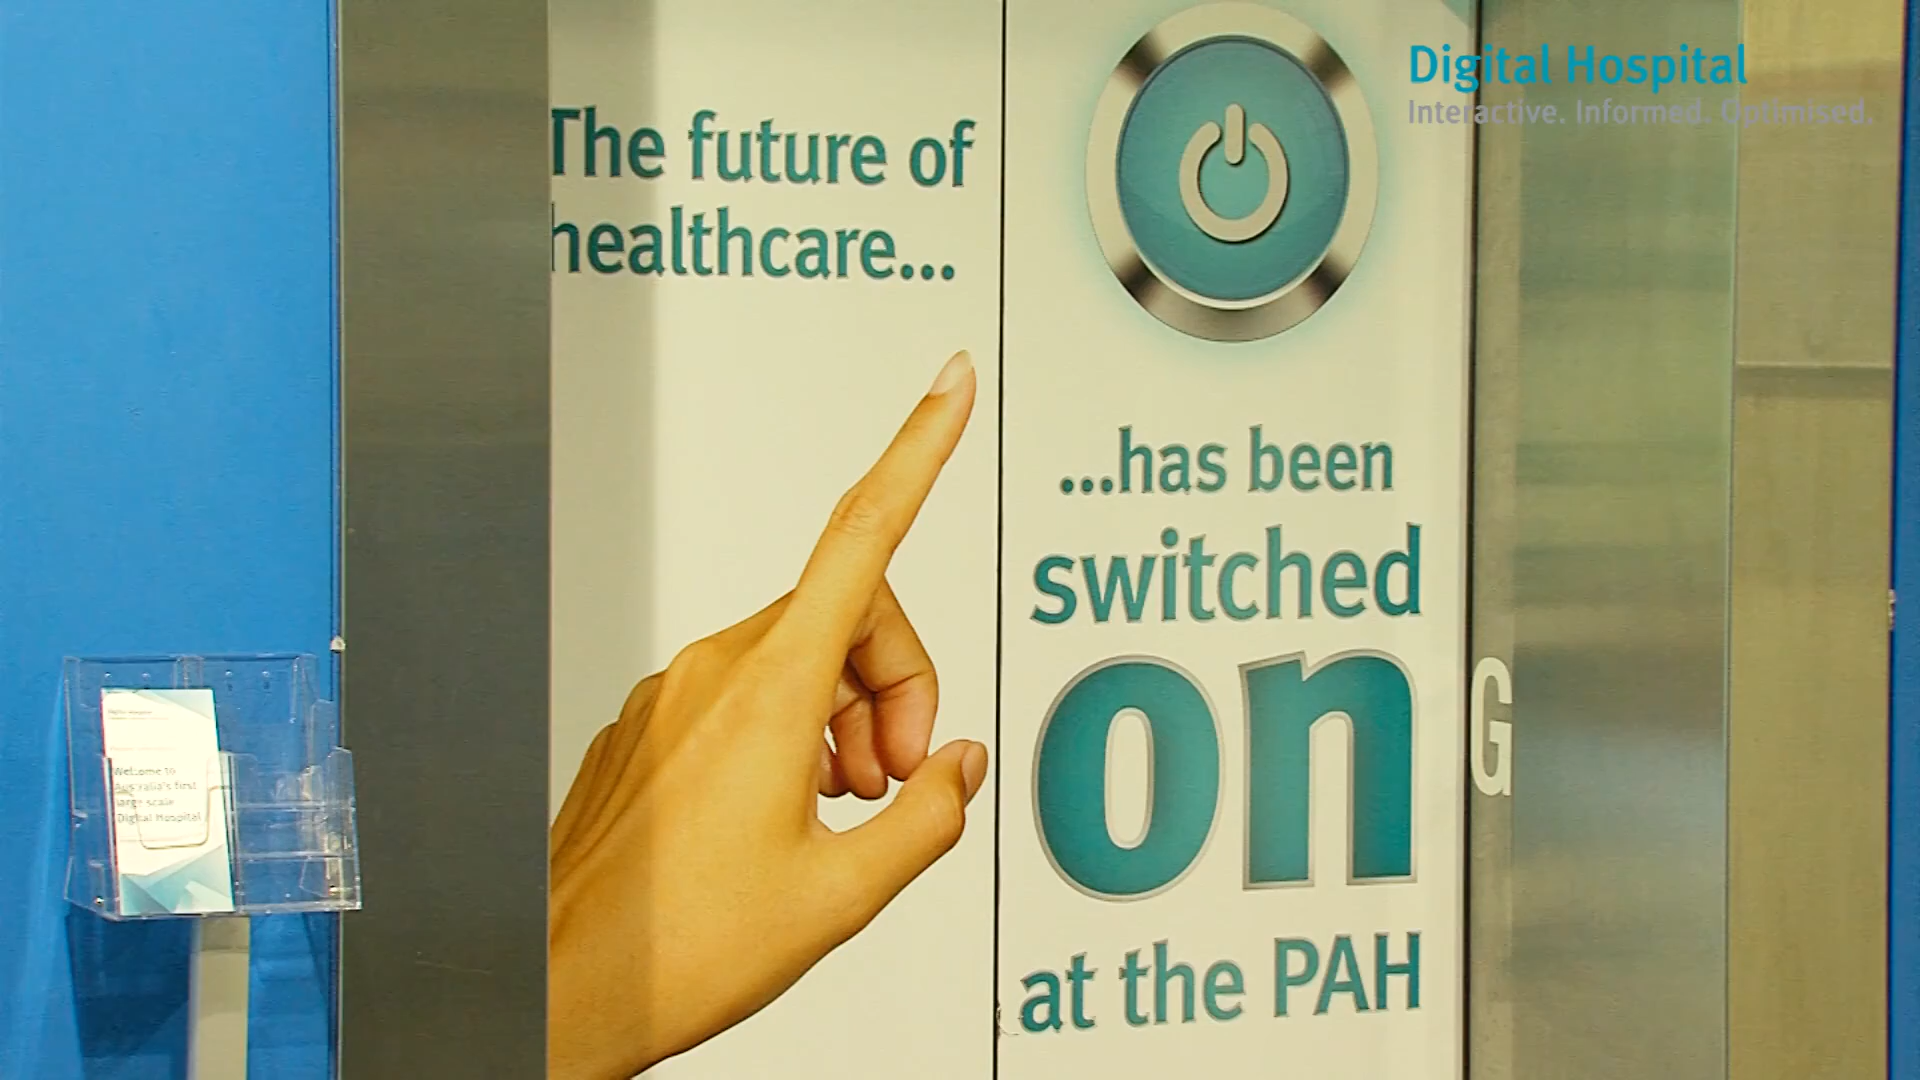 Digital Hospital
Interactive. Informed. Optimised.
The future of
healthcare...
...has been
switched
on
at the PAH
G
Welcome to
Australia's first
large scale
Digital Hospital